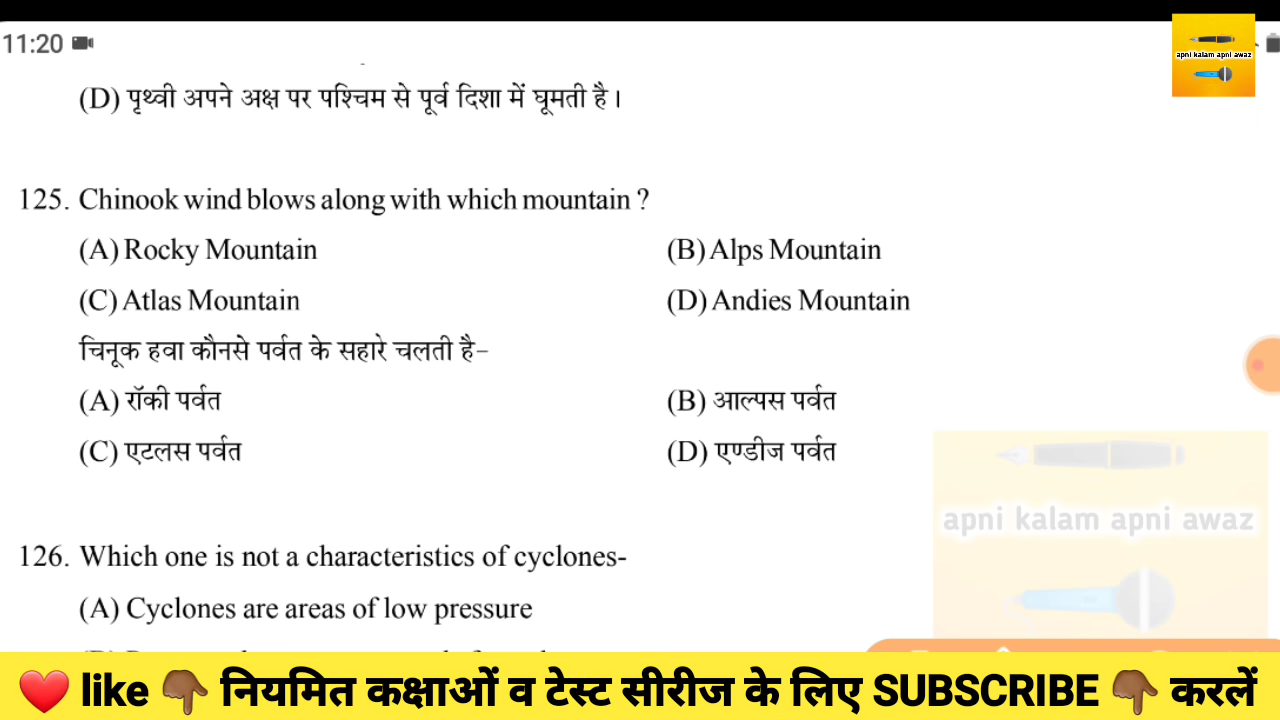 11:20
apni kalam apni awaz
(D) पृथ्वी अपने अक्ष पर पश्चिम से पूर्व दिशा में घूमती है।
125. Chinook wind blows along with which mountain ?
(A) Rocky Mountain (B) Alps Mountain
(C) Atlas Mountain (D) Andies Mountain
चिनूक हवा कौनसे पर्वत के सहारे चलती है-
(A) रॉकी पर्वत (B) आल्पस पर्वत
(C) एटलस पर्वत (D) एण्डीज पर्वत
apni kalam apni awaz
126. Which one is not a characteristics of cyclones-
(A) Cyclones are areas of low pressure
❤️ like 👇🏾 नियमित कक्षाओं व टेस्ट सीरीज के लिए SUBSCRIBE 👇🏾 करलें